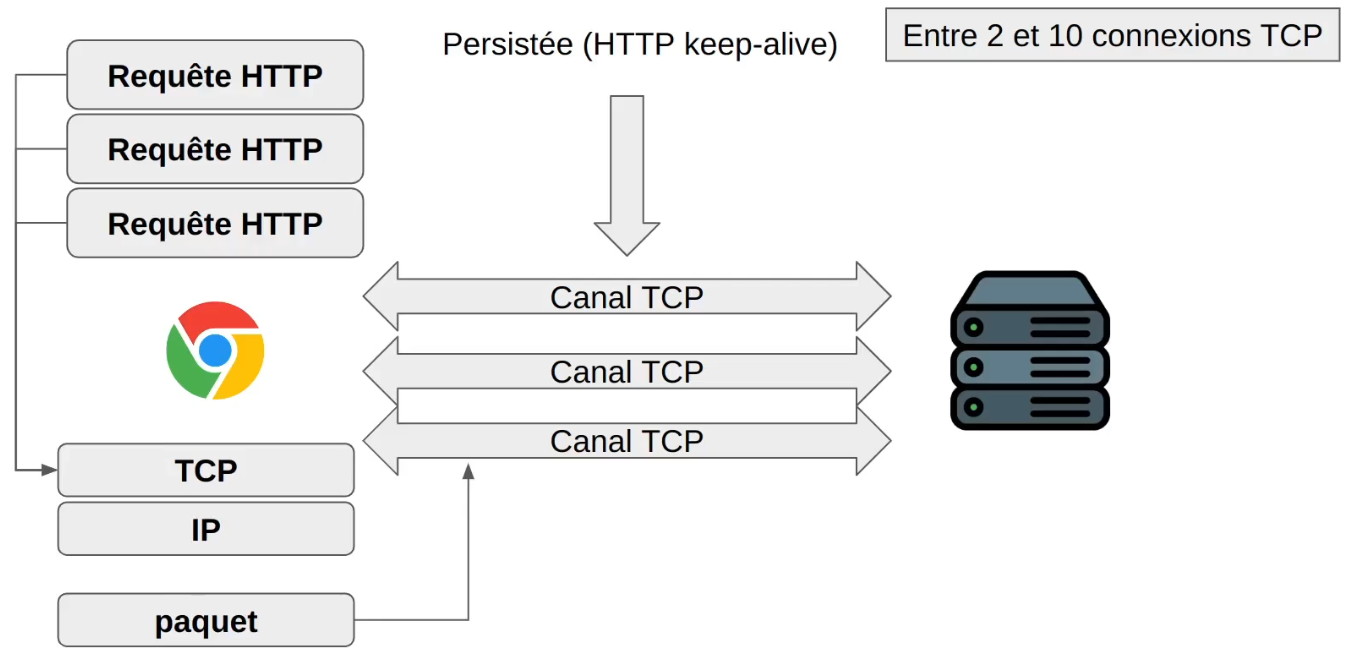 Persistée (HTTP keep-alive)
Entre 2 et 10 connexions TCP
Requête HTTP
Requête HTTP
Requête HTTP
Canal TCP
Canal TCP
Canal TCP
TCP
IP
paquet